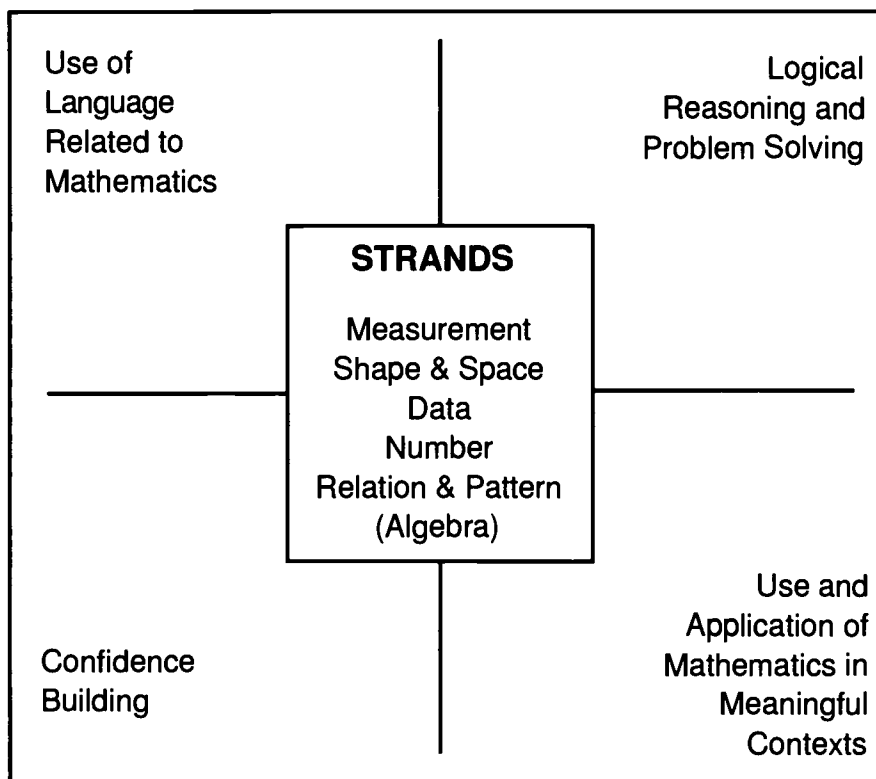 Use of
Language
Related to
Mathematics
Logical
Reasoning and
Problem Solving
STRANDS
Measurement
Shape & Space
Data
Number
Relation & Pattern
(Algebra)
Confidence
Building
Use and
Application of
Mathematics in
Meaningful
Contexts